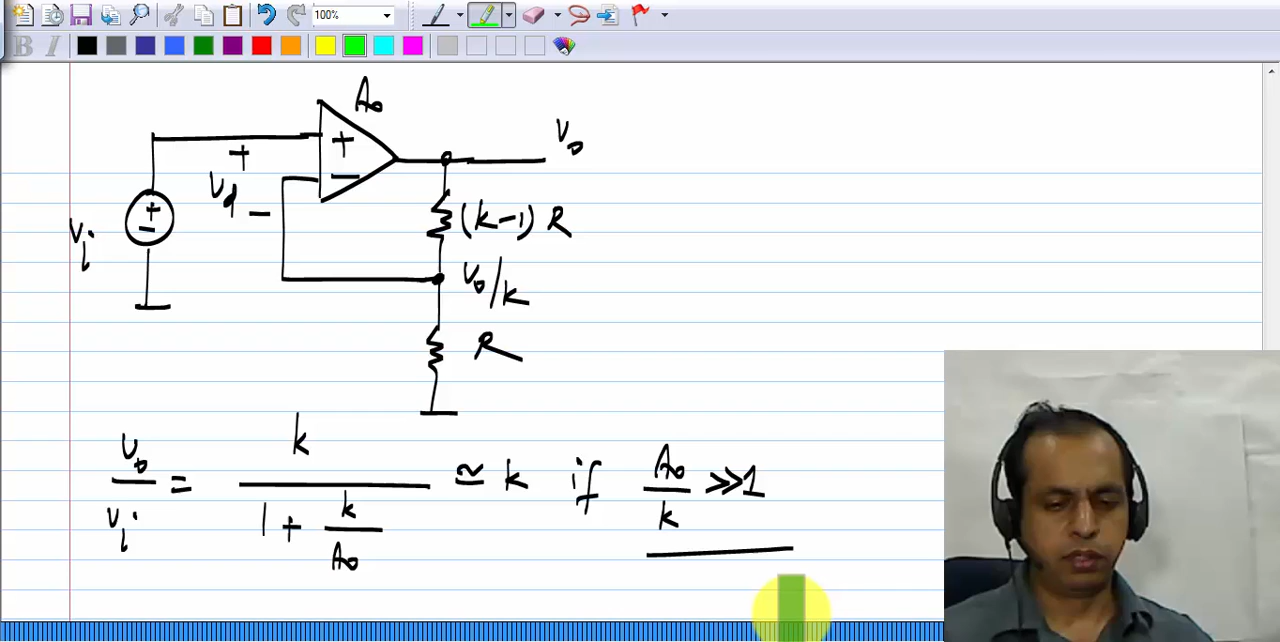 B I
100%
A₀
+
−
V₀
+
V_d
−
+
−
V_i
(k−1) R
V₀/k
R
V₀/V_i = k/(1 + k/A₀) ≃ k if A₀/k ≫ 1